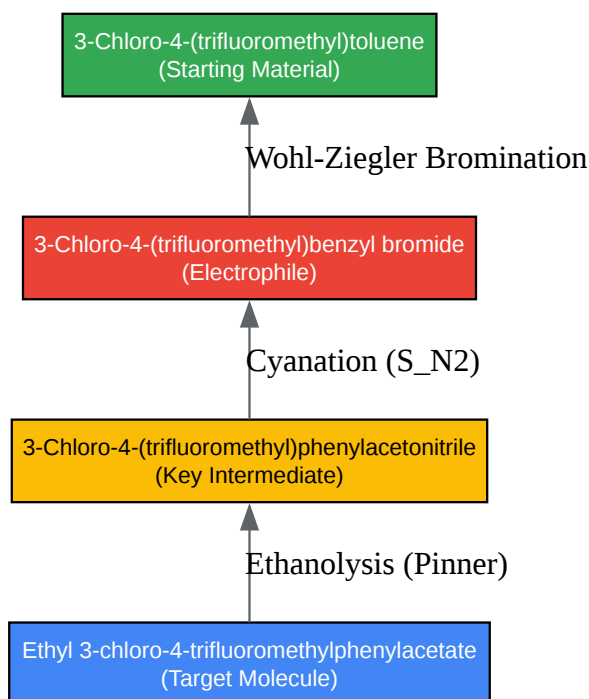 3-Chloro-4-(trifluoromethyl)toluene
(Starting Material)
Wohl-Ziegler Bromination
3-Chloro-4-(trifluoromethyl)benzyl bromide
(Electrophile)
Cyanation (S_N2)
3-Chloro-4-(trifluoromethyl)phenylacetonitrile
(Key Intermediate)
Ethanolysis (Pinner)
Ethyl 3-chloro-4-trifluoromethylphenylacetate
(Target Molecule)